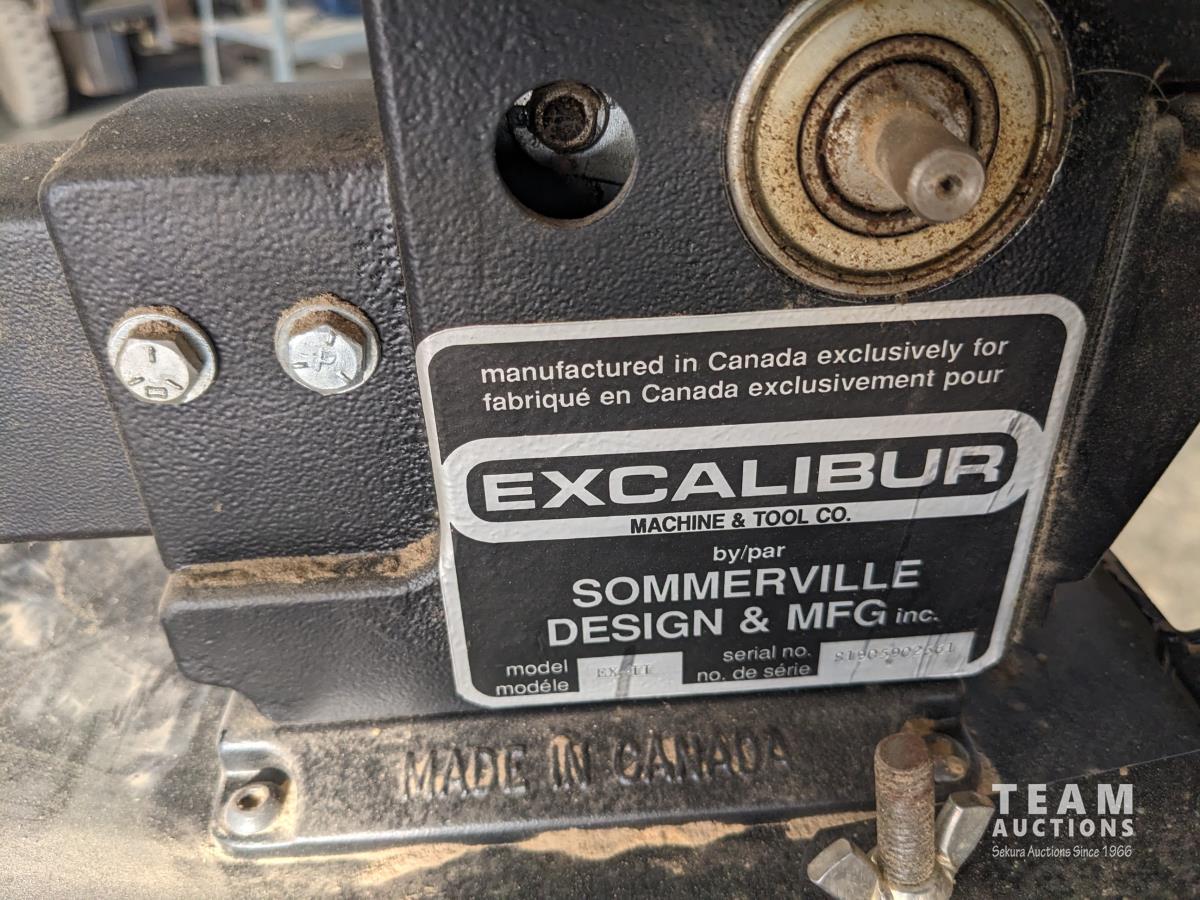 manufactured in Canada exclusively for
fabriqué en Canada exclusivement pour
EXCALIBUR
MACHINE & TOOL CO.
by/par
SOMMERVILLE
DESIGN & MFG inc.
model
modéle
serial no.
no. de série
MADE IN CANADA
TEAM
AUCTIONS
Sekura Auctions Since 1966